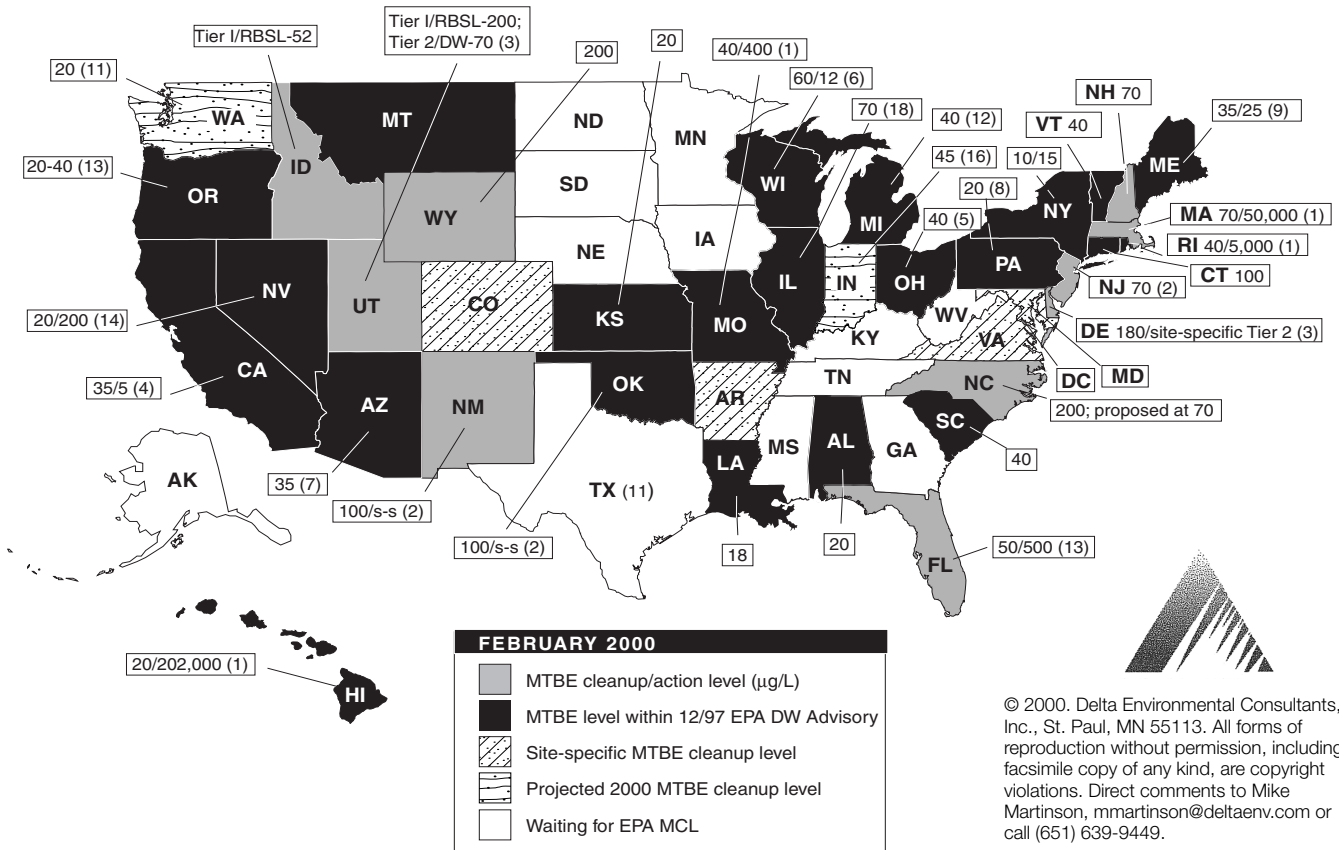 Tier I/RBSL-52
Tier I/RBSL-200;
Tier 2/DW-70 (3)
200
20
40/400 (1)
60/12 (6)
70 (18)
40 (12)
45 (16)
40 (5)
20 (8)
10/15
VT 40
NH 70
35/25 (9)
20 (11)
20-40 (13)
20/200 (14)
35/5 (4)
35 (7)
100/s-s (2)
100/s-s (2)
18
20
50/500 (13)
40
200; proposed at 70
MA 70/50,000 (1)
RI 40/5,000 (1)
CT 100
NJ 70 (2)
DE 180/site-specific Tier 2 (3)
MD
DC
20/202,000 (1)
WA
OR
ID
MT
WY
NV
UT
CO
CA
AZ
NM
ND
SD
NE
KS
OK
TX (11)
MN
IA
MO
AR
LA
WI
IL
MI
IN
OH
KY
TN
MS
AL
GA
FL
SC
NC
VA
WV
PA
NY
ME
AK
HI
FEBRUARY 2000
MTBE cleanup/action level (µg/L)
MTBE level within 12/97 EPA DW Advisory
Site-specific MTBE cleanup level
Projected 2000 MTBE cleanup level
Waiting for EPA MCL
© 2000. Delta Environmental Consultants,
Inc., St. Paul, MN 55113. All forms of
reproduction without permission, including
facsimile copy of any kind, are copyright
violations. Direct comments to Mike
Martinson, mmartinson@deltaenv.com or
call (651) 639-9449.